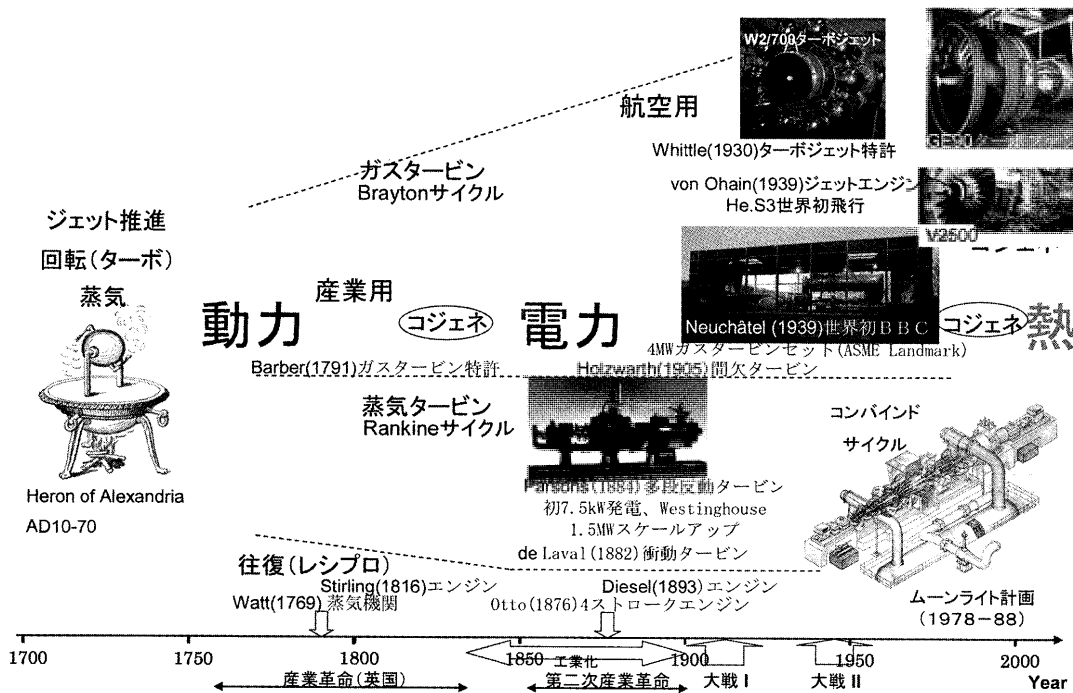 W2/700ターボジェット
航空用
Whittle(1930)ターボジェット特許
ガスタービン
Braytonサイクル
von Ohain(1939)ジェットエンジン
He.S3世界初飛行
V2500
ジェット推進
回転(ターボ)
蒸気
動力
産業用
コジェネ
電力
Neuchâtel (1939)世界初ＢＢＣ
4MWガスタービンセット(ASME Landmark)
コジェネ
コジェネ
熱
Barber(1791)ガスタービン特許
Holzwarth(1905)間欠タービン
蒸気タービン
Rankineサイクル
コンバインド
サイクル
Heron of Alexandria
AD10-70
Parsons(1884)多段反動タービン
初7.5kW発電、Westinghouse
1.5MWスケールアップ
de Laval(1882)衝動タービン
往復(レシプロ)
Stirling(1816)エンジン
Watt(1769)蒸気機関
Diesel(1893)エンジン
Otto(1876)4ストロークエンジン
ムーンライト計画
(1978－88)
1700 1750 1800 1850 1900 1950 2000
工業化
産業革命(英国)
第二次産業革命
大戦 I
大戦 II
Year